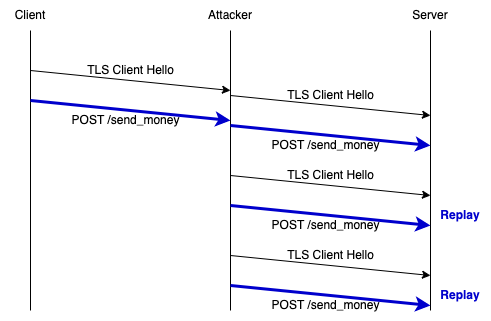 Client
Attacker
Server
TLS Client Hello
TLS Client Hello
POST /send_money
POST /send_money
TLS Client Hello
Replay
POST /send_money
TLS Client Hello
Replay
POST /send_money